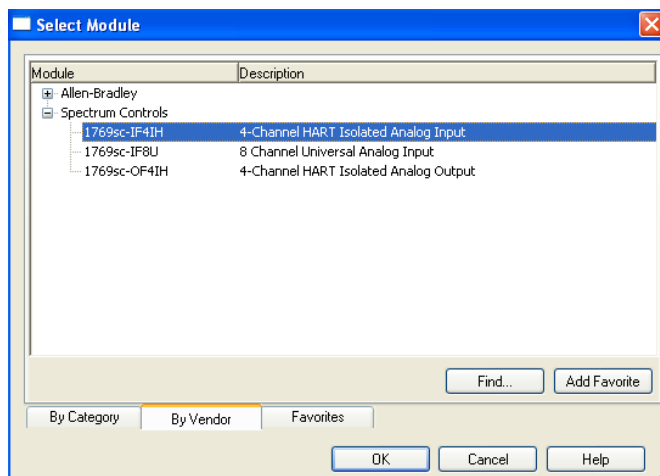 Select Module
Module Description
Allen-Bradley
Spectrum Controls
1769sc-IF4IH 4-Channel HART Isolated Analog Input
1769sc-IF8U 8 Channel Universal Analog Input
1769sc-OF4IH 4-Channel HART Isolated Analog Output
Find... Add Favorite
By Category By Vendor Favorites
OK Cancel Help